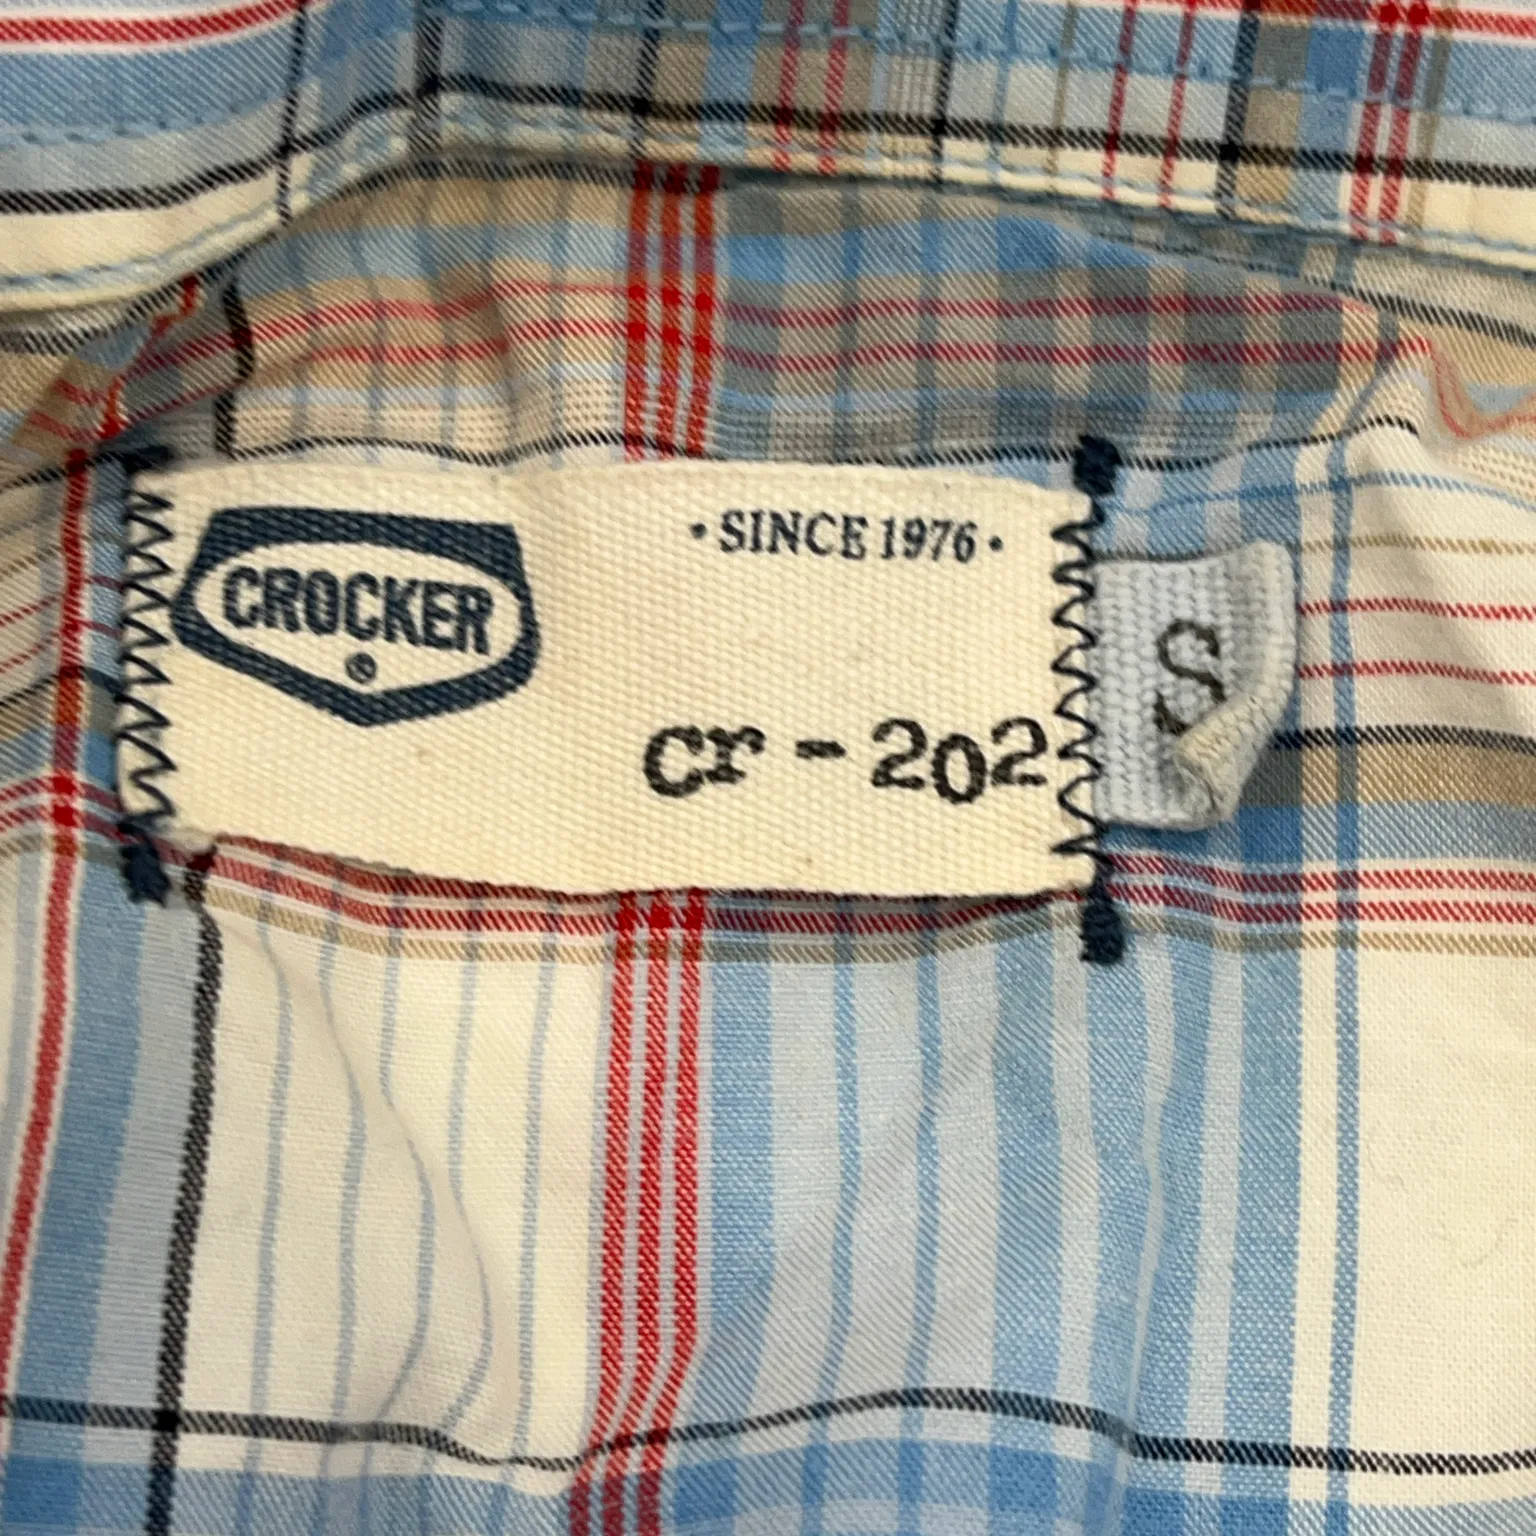 • SINCE 1976 •
CROCKER
®
cr - 202
S